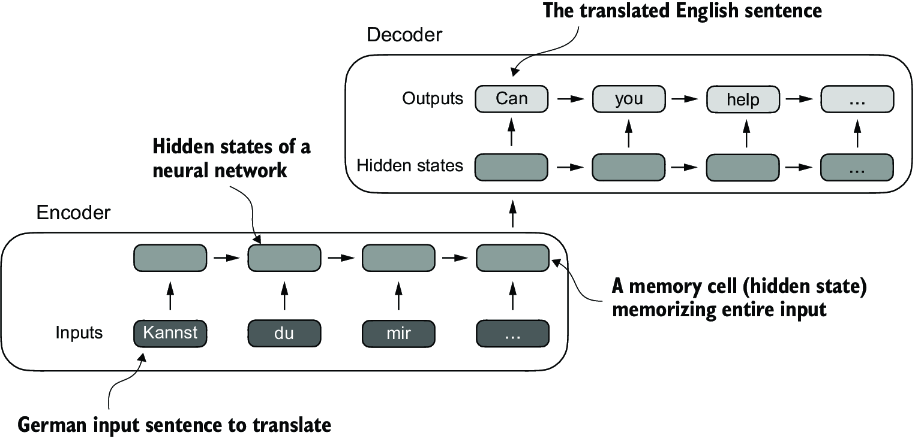 The translated English sentence
Decoder
Outputs Can you help ...
Hidden states of a
neural network
Hidden states ...
Encoder
A memory cell (hidden state)
memorizing entire input
Inputs Kannst du mir ...
German input sentence to translate